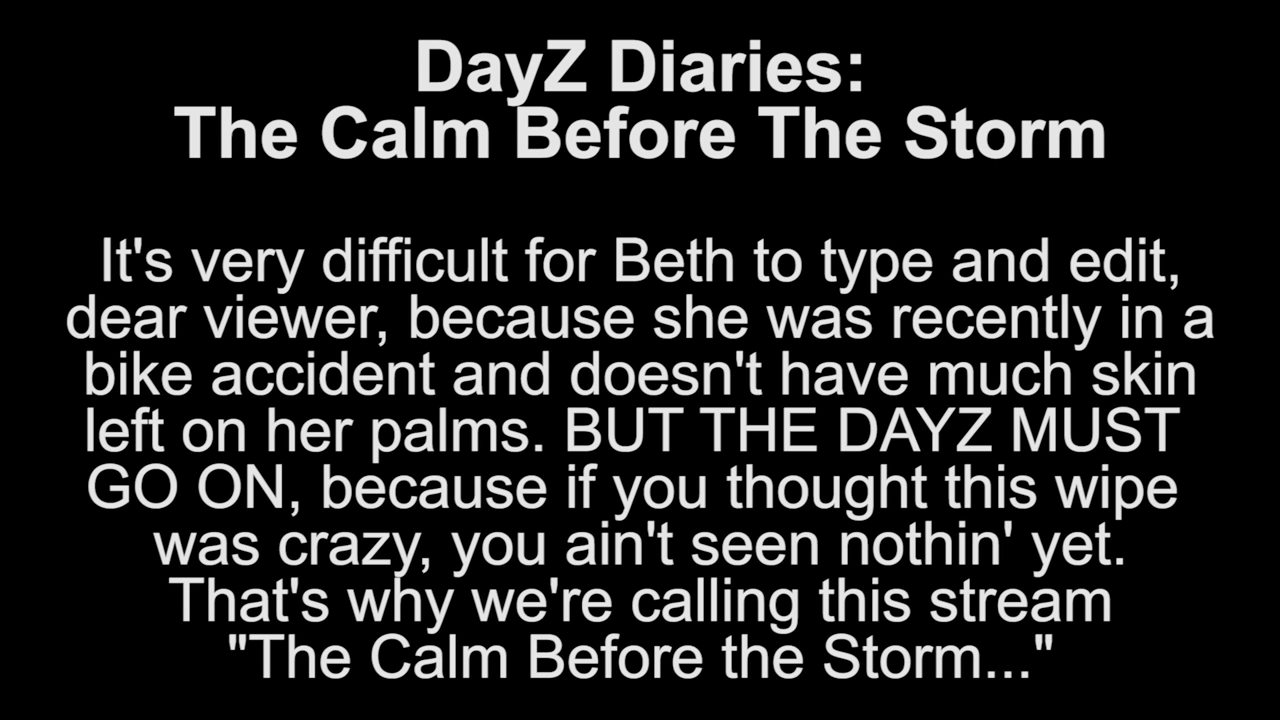 DayZ Diaries:
The Calm Before The Storm
It's very difficult for Beth to type and edit,
dear viewer, because she was recently in a
bike accident and doesn't have much skin
left on her palms. BUT THE DAYZ MUST
GO ON, because if you thought this wipe
was crazy, you ain't seen nothin' yet.
That's why we're calling this stream
"The Calm Before the Storm..."